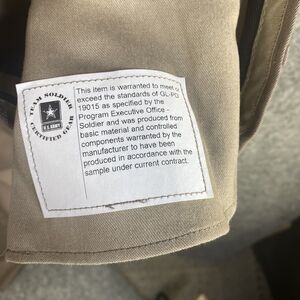 TEAM SOLDIER
U.S. ARMY
CERTIFIED GEAR
This item is warranted to meet or
exceed the standards of GL-PD
19015 as specified by the
Program Executive Office -
Soldier and was produced from
basic material and controlled
components warranted by the
manufacturer to have been
produced in accordance with the
sample under current contract.